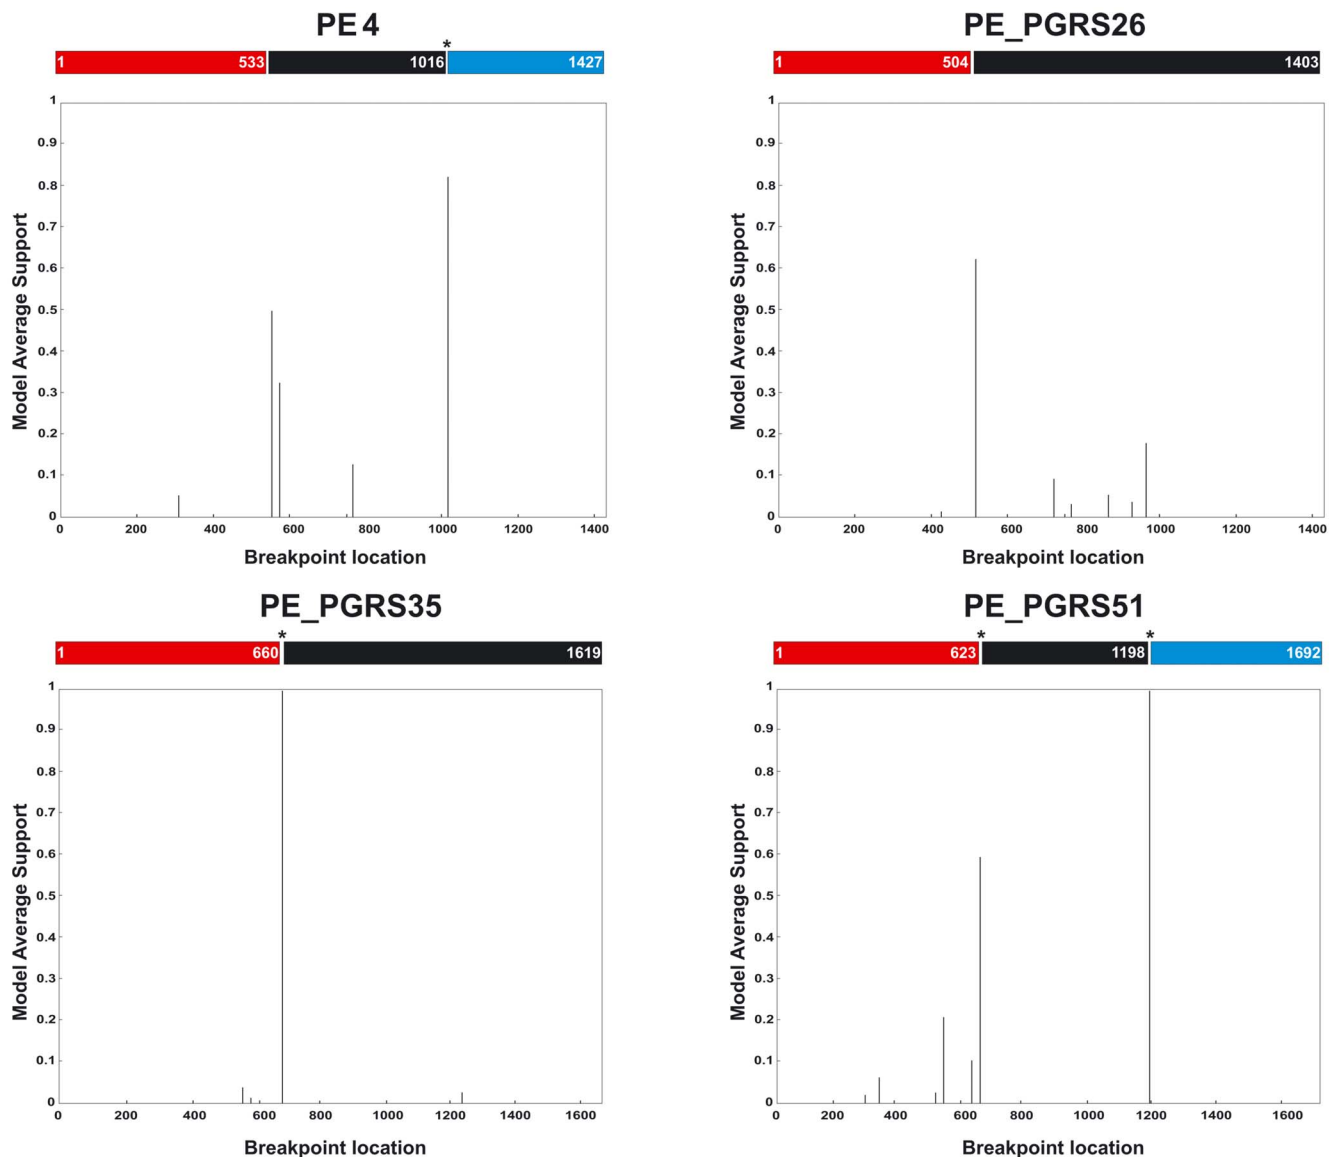 PE 4
*
1 533 1016 1427
1
0.9
0.8
0.7
0.6
0.5
0.4
0.3
0.2
0.1
0
Model Average Support
0 200 400 600 800 1000 1200 1400
Breakpoint location
PE_PGRS26
1 504 1403
1
0.9
0.8
0.7
0.6
0.5
0.4
0.3
0.2
0.1
0
Model Average Support
0 200 400 600 800 1000 1200 1400
Breakpoint location
PE_PGRS35
*
1 660 1619
1
0.9
0.8
0.7
0.6
0.5
0.4
0.3
0.2
0.1
0
Model Average Support
0 200 400 600 800 1000 1200 1400 1600
Breakpoint location
PE_PGRS51
* *
1 623 1198 1692
1
0.9
0.8
0.7
0.6
0.5
0.4
0.3
0.2
0.1
0
Model Average Support
0 200 400 600 800 1000 1200 1400 1600
Breakpoint location